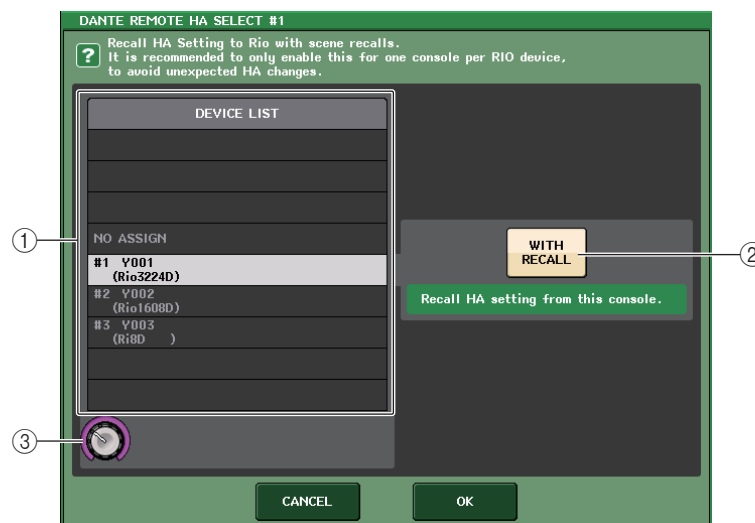 DANTE REMOTE HA SELECT #1
? Recall HA Setting to Rio with scene recalls.
It is recommended to only enable this for one console per RIO device,
to avoid unexpected HA changes.
DEVICE LIST
NO ASSIGN
#1 Y001
(Rio3224D)
#2 Y002
(Rio1608D)
#3 Y003
(Ri8D )
WITH
RECALL
Recall HA setting from this console.
1
2
3
CANCEL
OK